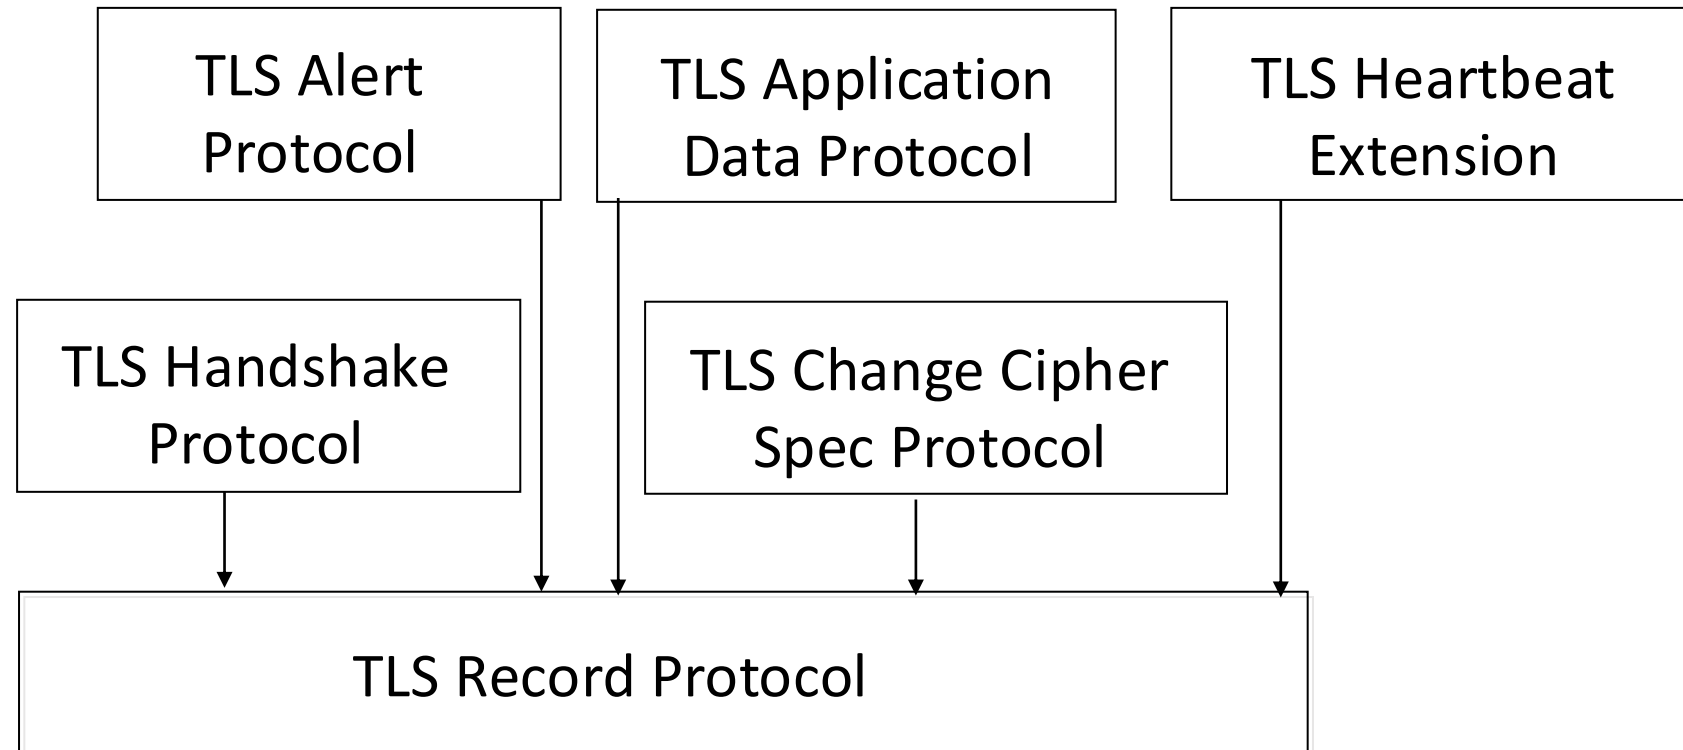 TLS Alert
Protocol
TLS Application
Data Protocol
TLS Heartbeat
Extension
TLS Handshake
Protocol
TLS Change Cipher
Spec Protocol
TLS Record Protocol